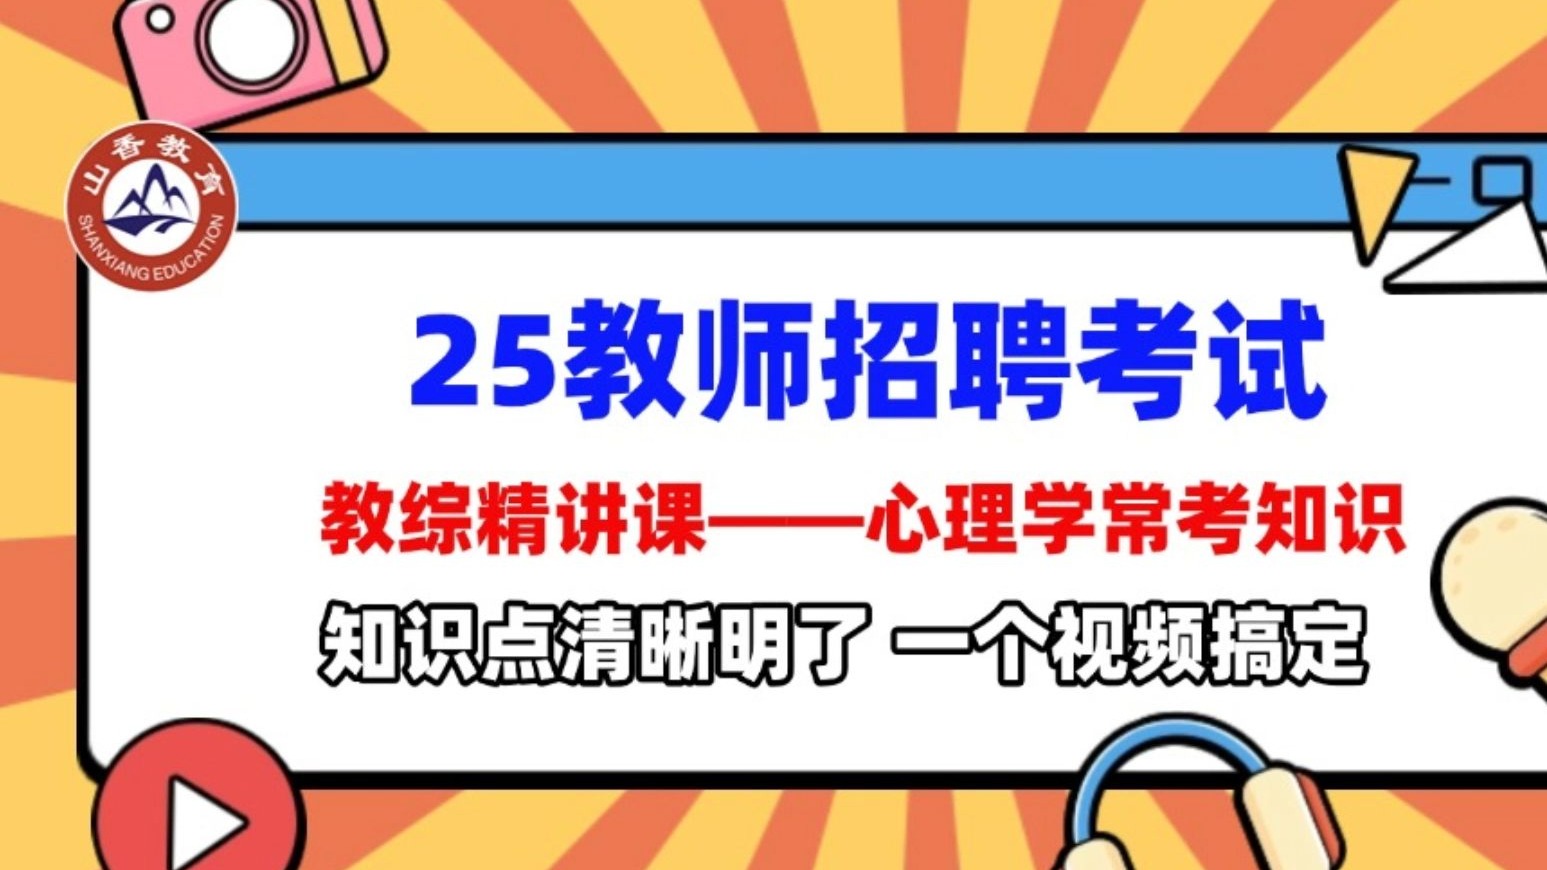 山香教育
SHANXIANG EDUCATION
25教师招聘考试
教综精讲课——心理学常考知识
知识点清晰明了 一个视频搞定